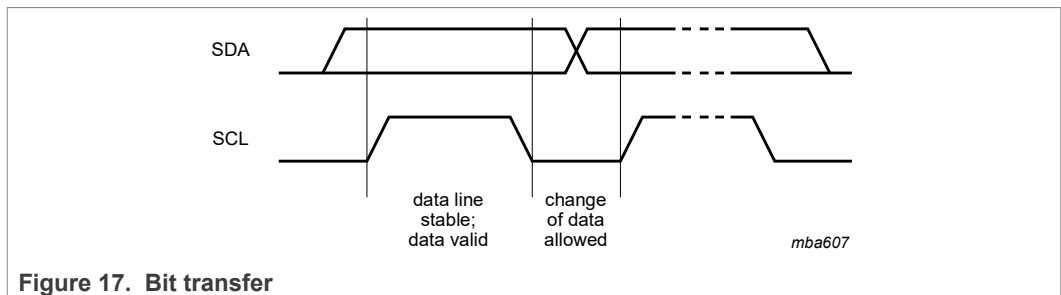 SDA
SCL
data line
stable;
data valid
change
of data
allowed
mba607
Figure 17. Bit transfer